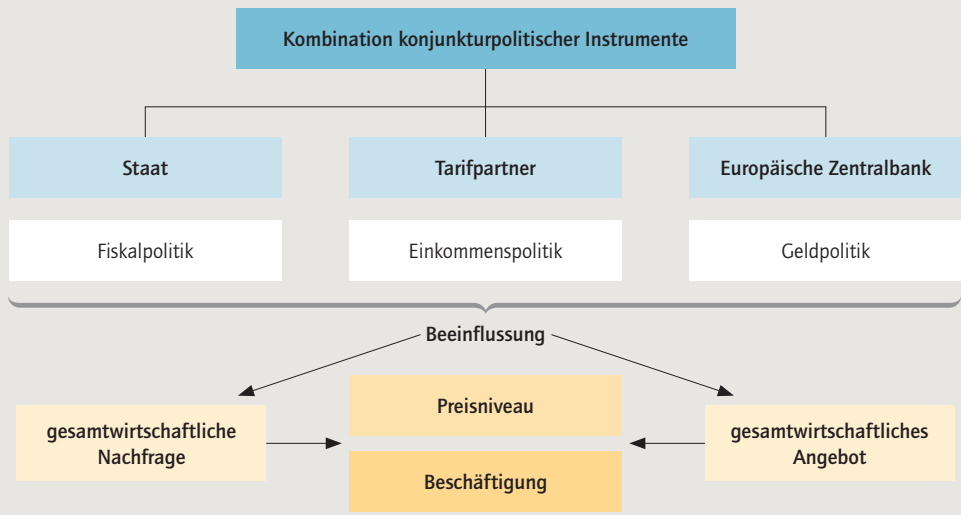 Kombination konjunkturpolitischer Instrumente
Staat
Tarifpartner
Europäische Zentralbank
Fiskalpolitik
Einkommenspolitik
Geldpolitik
Beeinflussung
gesamtwirtschaftliche
Nachfrage
Preisniveau
Beschäftigung
gesamtwirtschaftliches
Angebot